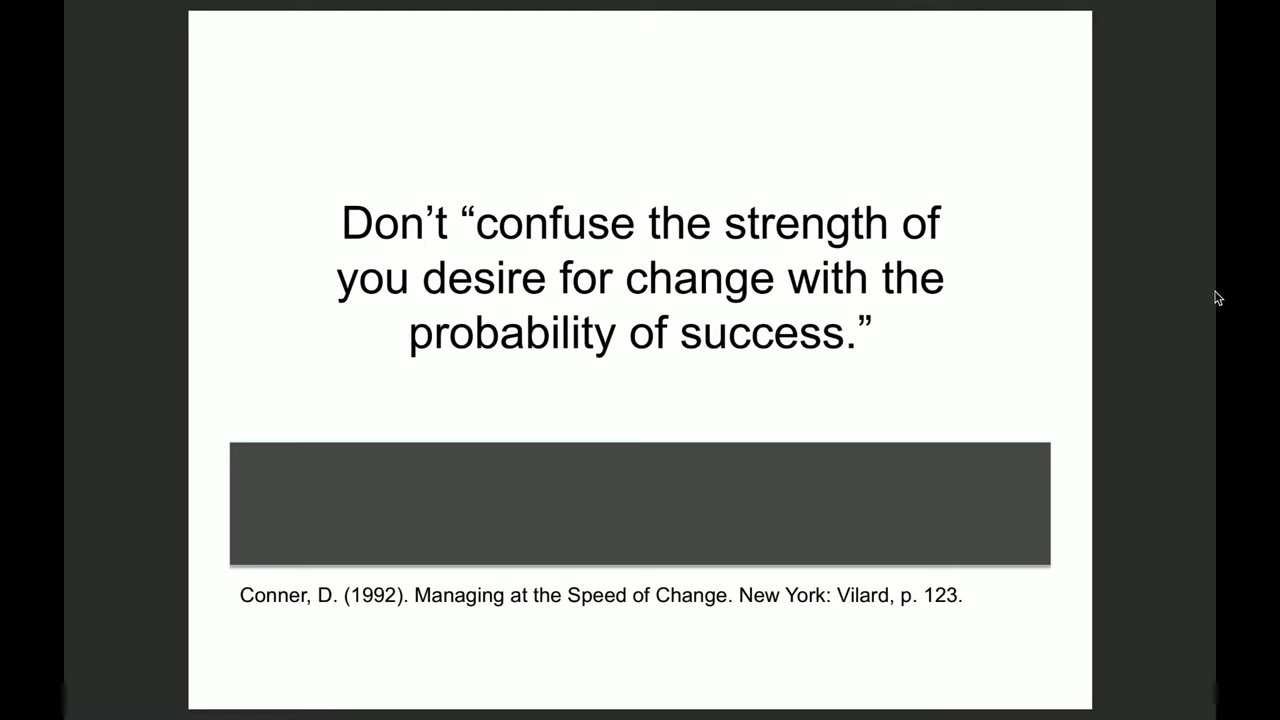 Don’t “confuse the strength of
you desire for change with the
probability of success.”
Conner, D. (1992). Managing at the Speed of Change. New York: Vilard, p. 123.